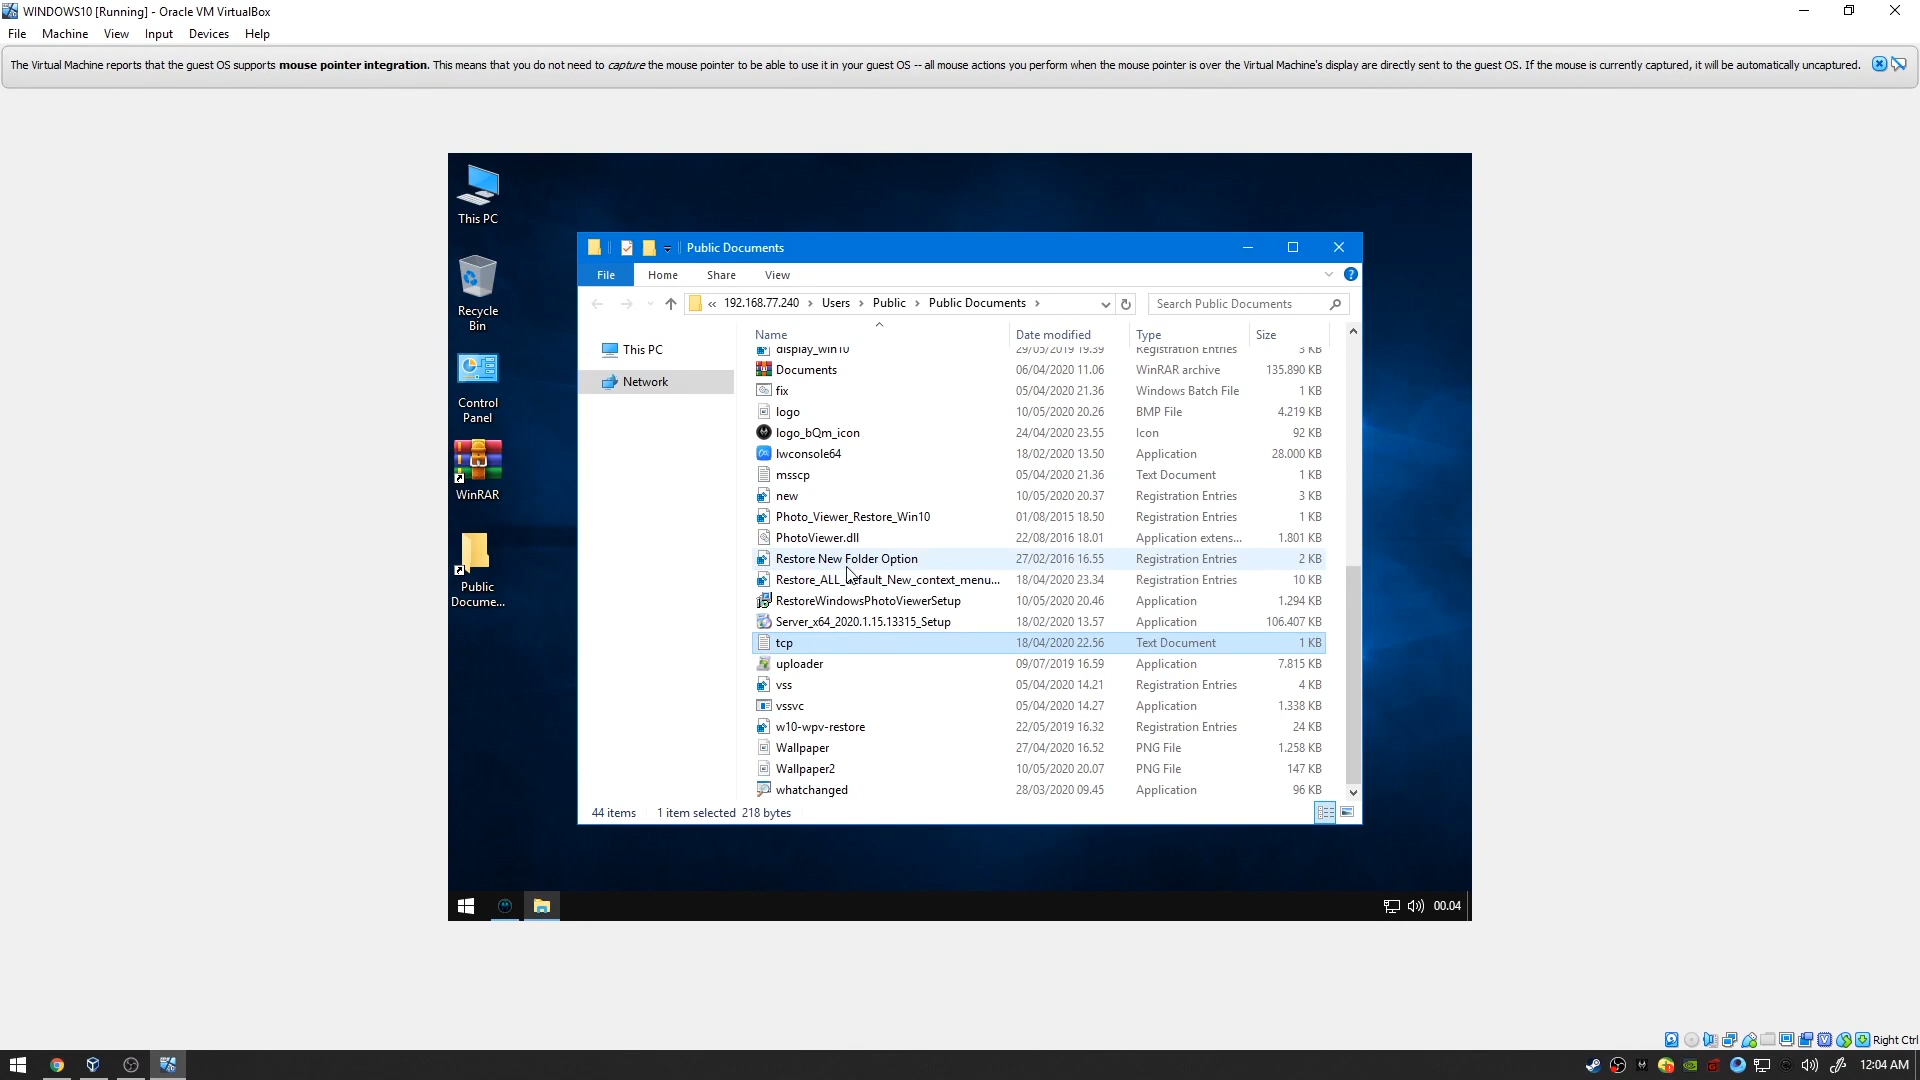 WINDOWS10 [Running] - Oracle VM VirtualBox
File Machine View Input Devices Help
The Virtual Machine reports that the guest OS supports mouse pointer integration. This means that you do not need to capture the mouse pointer to be able to use it in your guest OS -- all mouse actions you perform when the mouse pointer is over the Virtual Machine's display are directly sent to the guest OS. If the mouse is currently captured, it will be automatically uncaptured.
This PC
Recycle
Bin
Control
Panel
WinRAR
Public
Docume...
Public Documents
File Home Share View
« 192.168.77.240 › Users › Public › Public Documents ›
Search Public Documents
This PC
Network
Name Date modified Type Size
display_win10 29/05/2019 19.39 Registration Entries 3 KB
Documents 06/04/2020 11.06 WinRAR archive 135.890 KB
fix 05/04/2020 21.36 Windows Batch File 1 KB
logo 10/05/2020 20.26 BMP File 4.219 KB
logo_bQm_icon 24/04/2020 23.55 Icon 92 KB
lwconsole64 18/02/2020 13.50 Application 28.000 KB
msscp 05/04/2020 21.36 Text Document 1 KB
new 10/05/2020 20.37 Registration Entries 3 KB
Photo_Viewer_Restore_Win10 01/08/2015 18.50 Registration Entries 1 KB
PhotoViewer.dll 22/08/2016 18.01 Application extens... 1.801 KB
Restore New Folder Option 27/02/2016 16.55 Registration Entries 2 KB
Restore_ALL_default_New_context_menu... 18/04/2020 23.34 Registration Entries 10 KB
RestoreWindowsPhotoViewerSetup 10/05/2020 20.46 Application 1.294 KB
Server_x64_2020.1.15.13315_Setup 18/02/2020 13.57 Application 106.407 KB
tcp 18/04/2020 22.56 Text Document 1 KB
uploader 09/07/2019 16.59 Application 7.815 KB
vss 05/04/2020 14.21 Registration Entries 4 KB
vssvc 05/04/2020 14.27 Application 1.338 KB
w10-wpv-restore 22/05/2019 16.32 Registration Entries 24 KB
Wallpaper 27/04/2020 16.52 PNG File 1.258 KB
Wallpaper2 10/05/2020 20.07 PNG File 147 KB
whatchanged 28/03/2020 09.45 Application 96 KB
44 items 1 item selected 218 bytes
00.04
Right Ctrl
12:04 AM